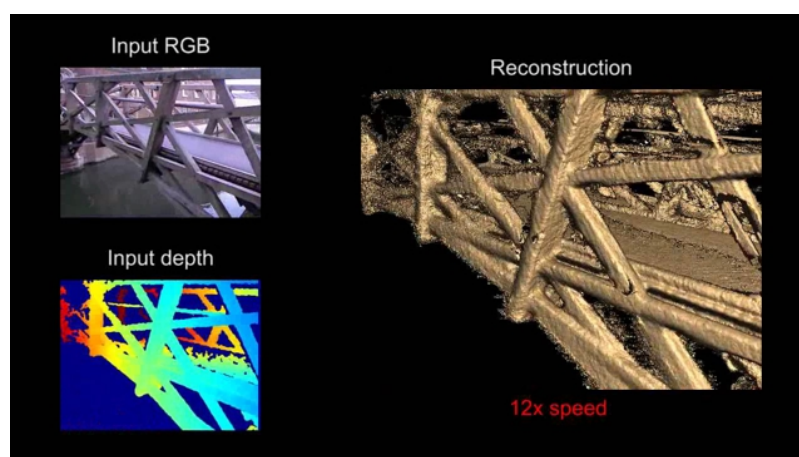 Input RGB
Reconstruction
Input depth
12x speed